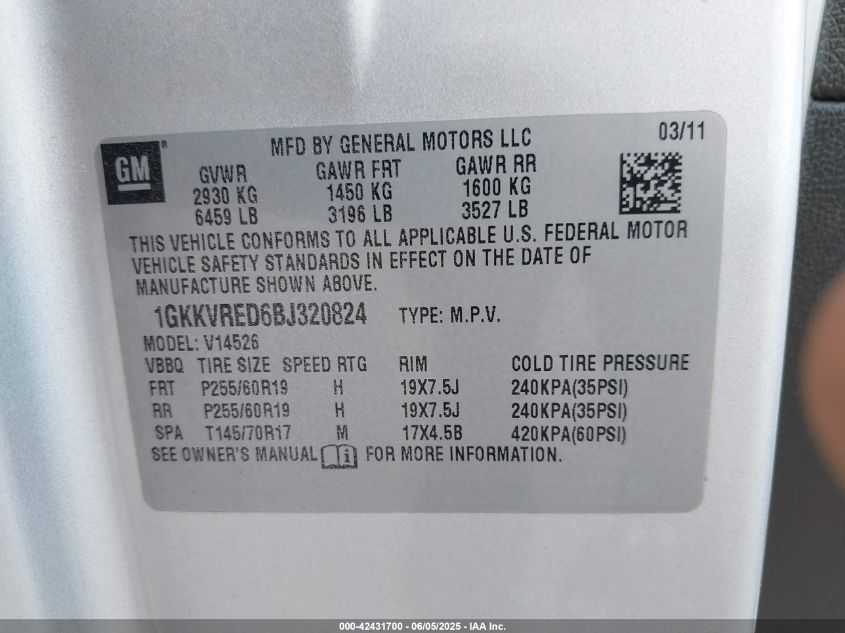 GM®
MFD BY GENERAL MOTORS LLC 03/11
GVWR GAWR FRT GAWR RR
2930 KG 1450 KG 1600 KG
6459 LB 3196 LB 3527 LB
THIS VEHICLE CONFORMS TO ALL APPLICABLE U.S. FEDERAL MOTOR
VEHICLE SAFETY STANDARDS IN EFFECT ON THE DATE OF
MANUFACTURE SHOWN ABOVE.
1GKKVRED6BJ320824 TYPE: M.P.V.
MODEL: V14526
VBBQ TIRE SIZE SPEED RTG RIM COLD TIRE PRESSURE
FRT P255/60R19 H 19X7.5J 240KPA(35PSI)
RR P255/60R19 H 19X7.5J 240KPA(35PSI)
SPA T145/70R17 M 17X4.5B 420KPA(60PSI)
SEE OWNER'S MANUAL i FOR MORE INFORMATION.
000-42431700 - 06/05/2025 - IAA Inc.